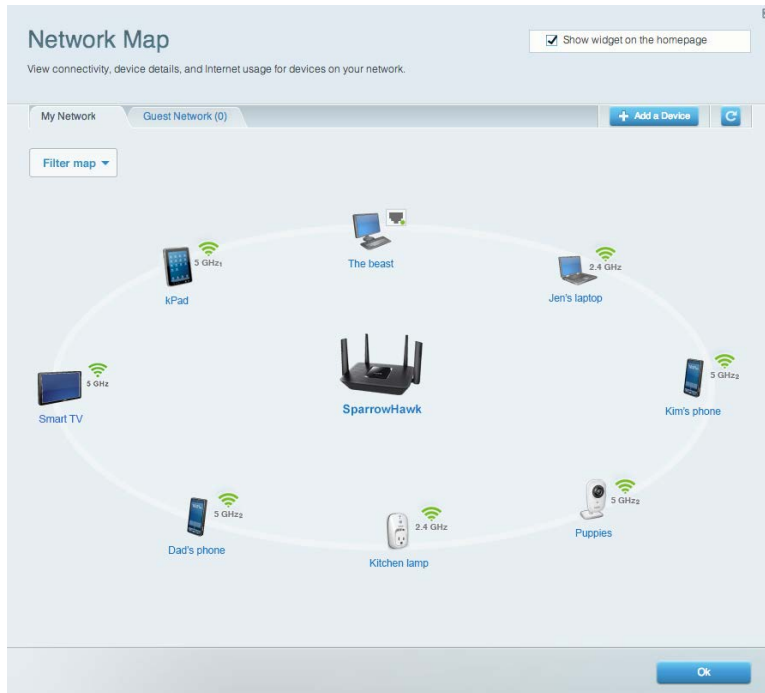 Network Map
Show widget on the homepage
View connectivity, device details, and Internet usage for devices on your network.
My Network
Guest Network (0)
+ Add a Device
Filter map
The beast
5 GHz₁
kPad
2.4 GHz
Jen's laptop
5 GHz
Smart TV
SparrowHawk
5 GHz₂
Kim's phone
5 GHz₂
Dad's phone
2.4 GHz
Kitchen lamp
5 GHz₂
Puppies
Ok